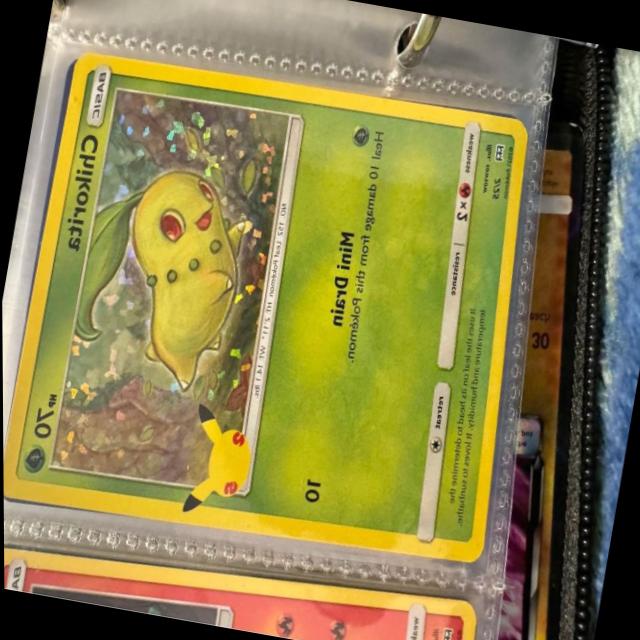 BASIC
Chikorita
HP 70
NO. 152 Leaf Pokémon HT: 2'11" WT: 14.1 lbs.
Mini Drain
10
Heal 10 damage from this Pokémon.
weakness
×2
resistance
retreat
It uses the leaf on its head to determine the
temperature and humidity. It loves to sunbathe.
2/25
30
BA
weak